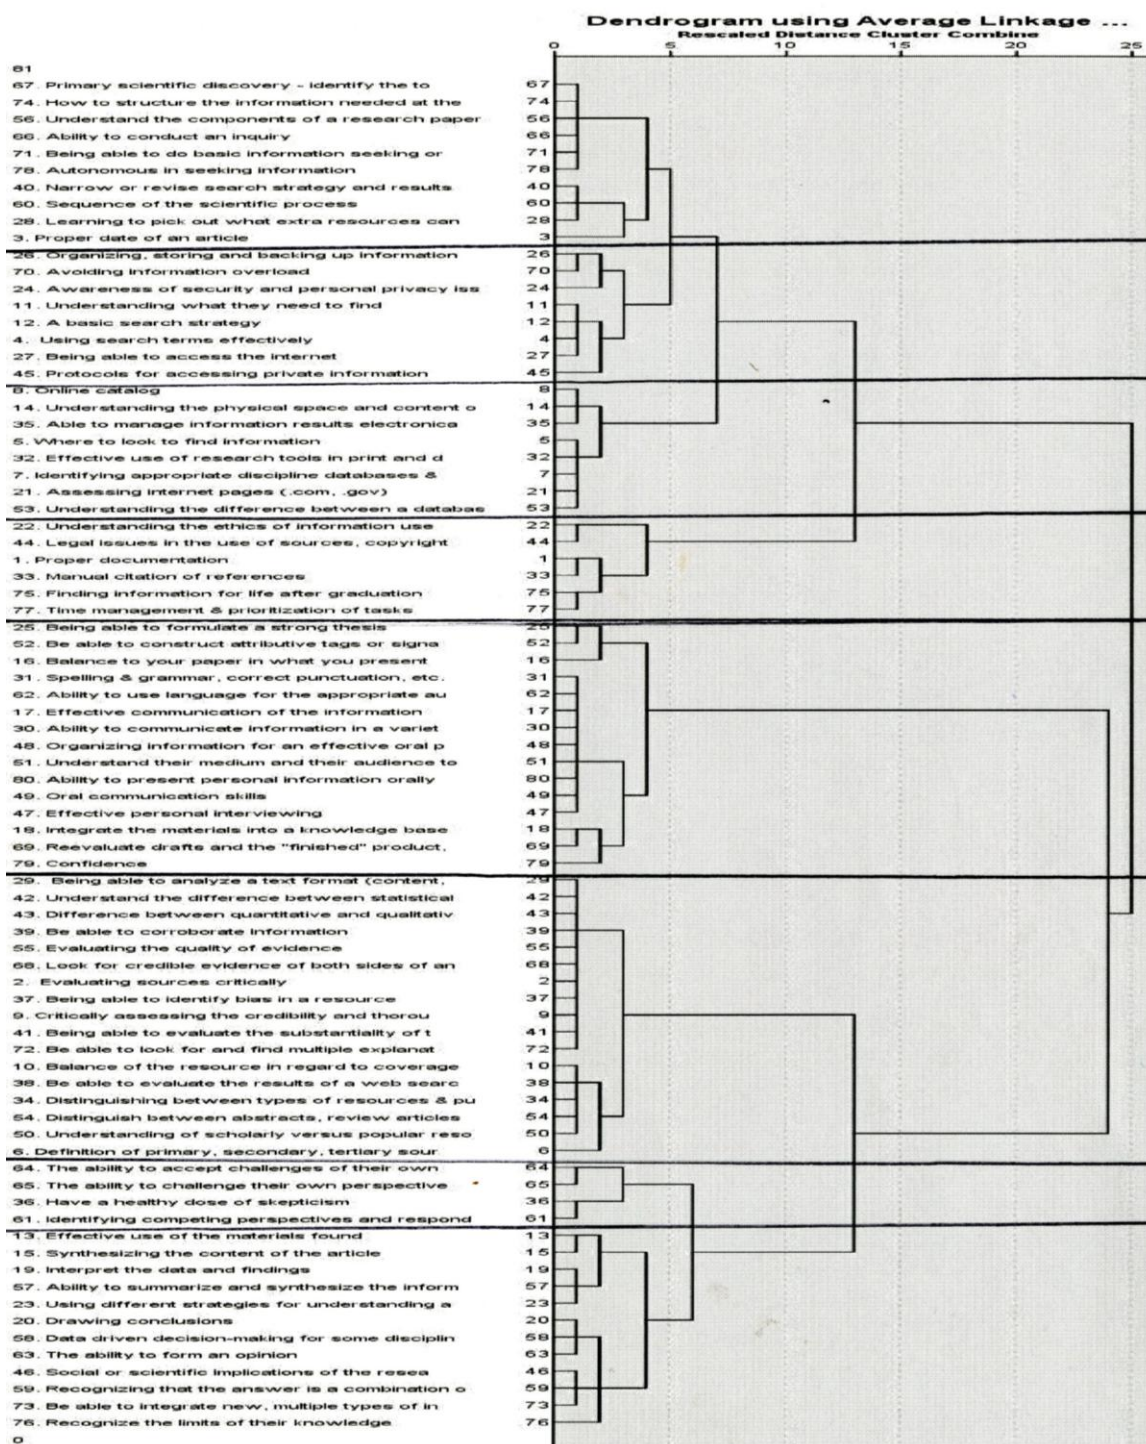 Dendrogram using Average Linkage ...
Rescaled Distance Cluster Combine
0 5 10 15 20 25
81
67. Primary scientific discovery - identify the to 67
74. How to structure the information needed at the 74
56. Understand the components of a research paper 56
66. Ability to conduct an inquiry 66
71. Being able to do basic information seeking or 71
78. Autonomous in seeking information 78
40. Narrow or revise search strategy and results 40
60. Sequence of the scientific process 60
28. Learning to pick out what extra resources can 28
3. Proper date of an article 3
26. Organizing, storing and backing up information 26
70. Avoiding information overload 70
24. Awareness of security and personal privacy iss 24
11. Understanding what they need to find 11
12. A basic search strategy 12
4. Using search terms effectively 4
27. Being able to access the internet 27
45. Protocols for accessing private information 45
8. Online catalog 8
14. Understanding the physical space and content o 14
35. Able to manage information results electronica 35
5. Where to look to find information 5
32. Effective use of research tools in print and d 32
7. Identifying appropriate discipline databases & 7
21. Assessing internet pages (.com, .gov) 21
53. Understanding the difference between a databas 53
22. Understanding the ethics of information use 22
44. Legal issues in the use of sources, copyright 44
1. Proper documentation 1
33. Manual citation of references 33
75. Finding information for life after graduation 75
77. Time management & prioritization of tasks 77
25. Being able to formulate a strong thesis 25
52. Be able to construct attributive tags or signa 52
16. Balance to your paper in what you present 16
31. Spelling & grammar, correct punctuation, etc. 31
62. Ability to use language for the appropriate au 62
17. Effective communication of the information 17
30. Ability to communicate information in a variet 30
48. Organizing information for an effective oral p 48
51. Understand their medium and their audience to 51
80. Ability to present personal information orally 80
49. Oral communication skills 49
47. Effective personal interviewing 47
18. Integrate the materials into a knowledge base 18
69. Reevaluate drafts and the "finished" product, 69
79. Confidence 79
29. Being able to analyze a text format (content, 29
42. Understand the difference between statistical 42
43. Difference between quantitative and qualitativ 43
39. Be able to corroborate information 39
55. Evaluating the quality of evidence 55
68. Look for credible evidence of both sides of an 68
2. Evaluating sources critically 2
37. Being able to identify bias in a resource 37
9. Critically assessing the credibility and thorou 9
41. Being able to evaluate the substantiality of t 41
72. Be able to look for and find multiple explanat 72
10. Balance of the resource in regard to coverage 10
38. Be able to evaluate the results of a web searc 38
34. Distinguishing between types of resources & pu 34
54. Distinguish between abstracts, review articles 54
50. Understanding of scholarly versus popular reso 50
6. Definition of primary, secondary, tertiary sour 6
64. The ability to accept challenges of their own 64
65. The ability to challenge their own perspective 65
36. Have a healthy dose of skepticism 36
61. Identifying competing perspectives and respond 61
13. Effective use of the materials found 13
15. Synthesizing the content of the article 15
19. Interpret the data and findings 19
57. Ability to summarize and synthesize the inform 57
23. Using different strategies for understanding a 23
20. Drawing conclusions 20
58. Data driven decision-making for some disciplin 58
63. The ability to form an opinion 63
46. Social or scientific implications of the resea 46
59. Recognizing that the answer is a combination o 59
73. Be able to integrate new, multiple types of in 73
76. Recognize the limits of their knowledge 76
0